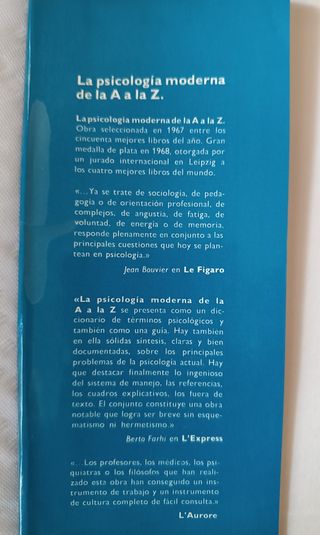 La psicología moderna
de la A a la Z.
La psicología moderna de la A a la Z.
Obra seleccionada en 1967 entre los
cincuenta mejores libros del año. Gran
medalla de plata en 1968, otorgada por
un jurado internacional en Leipzig a
los cuatro mejores libros del mundo.
«...Ya se trate de sociología, de peda-
gogía o de orientación profesional, de
complejos, de angustia, de fatiga, de
voluntad, de energía o de memoria,
responde plenamente en conjunto a las
principales cuestiones que hoy se plan-
tean en psicología.»
Jean Bouvier en Le Figaro
«La psicología moderna de la
A a la Z se presenta como un dic-
cionario de términos psicológicos y
también como una guía. Hay también
en ella sólidas síntesis, claras y bien
documentadas, sobre los principales
problemas de la psicología actual. Hay
que destacar finalmente lo ingenioso
del sistema de manejo, las referencias,
los cuadros explicativos, los fuera de
texto. El conjunto constituye una obra
notable que logra ser breve sin esque-
matismo ni hermetismo.»
Berta Farhi en L'Express
«...Los profesores, los médicos, los psi-
quiatras o los filósofos que han reali-
zado esta obra han conseguido un ins-
trumento de trabajo y un instrumento
de cultura completo de fácil consulta.»
L'Aurore